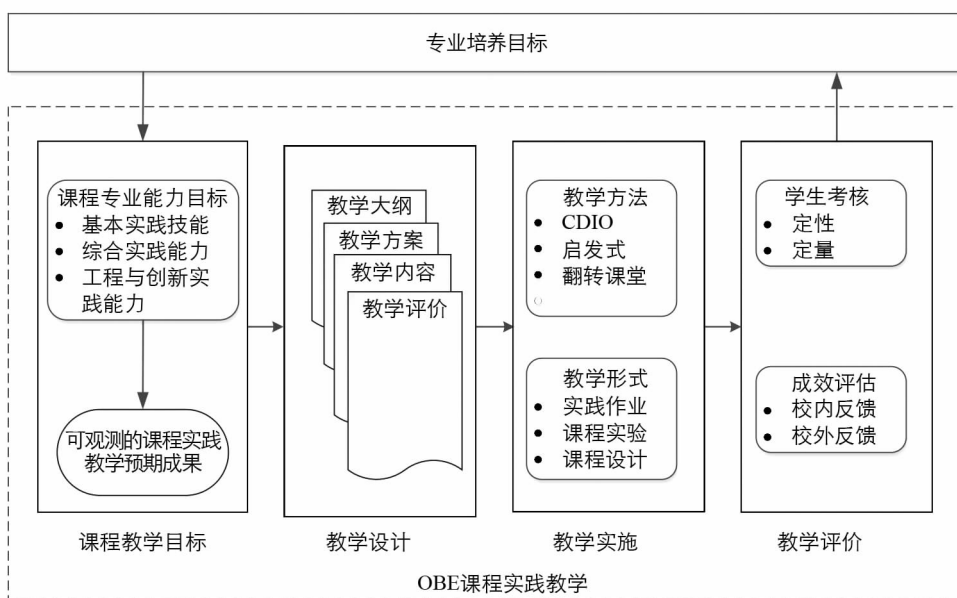 专业培养目标
课程专业能力目标
• 基本实践技能
• 综合实践能力
• 工程与创新实
践能力
可观测的课程实践
教学预期成果
课程教学目标
教学大纲
教学方案
教学内容
教学评价
教学设计
教学方法
• CDIO
• 启发式
• 翻转课堂
教学形式
• 实践作业
• 课程实验
• 课程设计
教学实施
学生考核
• 定性
• 定量
成效评估
• 校内反馈
• 校外反馈
教学评价
OBE课程实践教学